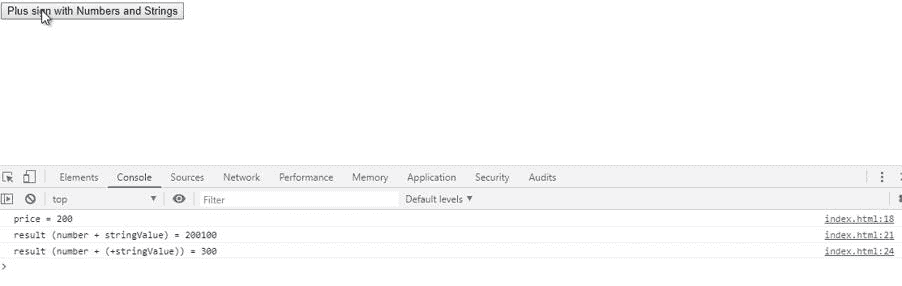 Plus sign with Numbers and Strings
Elements Console Sources Network Performance Memory Application Security Audits
top Filter Default levels
price = 200 index.html:18
result (number + stringValue) = 200100 index.html:21
result (number + (+stringValue)) = 300 index.html:24
>